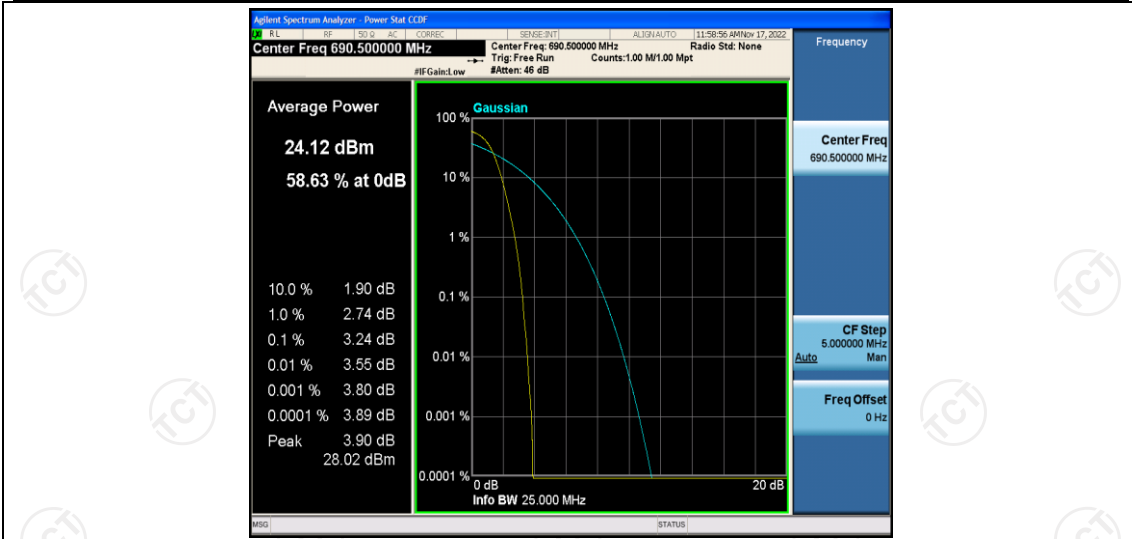 Agilent Spectrum Analyzer - Power Stat CCDF
RL RF 50 Ω AC CORREC SENSE:INT ALIGNAUTO 11:58:56 AM Nov 17, 2022
Center Freq 690.500000 MHz
Center Freq: 690.500000 MHz Radio Std: None
Trig: Free Run Counts:1.00 M/1.00 Mpt
#IFGain:Low #Atten: 46 dB
Average Power
24.12 dBm
58.63 % at 0dB
10.0 % 1.90 dB
1.0 % 2.74 dB
0.1 % 3.24 dB
0.01 % 3.55 dB
0.001 % 3.80 dB
0.0001 % 3.89 dB
Peak 3.90 dB
28.02 dBm
Gaussian
100 %
10 %
1 %
0.1 %
0.01 %
0.001 %
0.0001 %
0 dB 20 dB
Info BW 25.000 MHz
Frequency
Center Freq
690.500000 MHz
CF Step
5.000000 MHz
Auto Man
Freq Offset
0 Hz
MSG STATUS
TCT
TCT
TCT
TCT